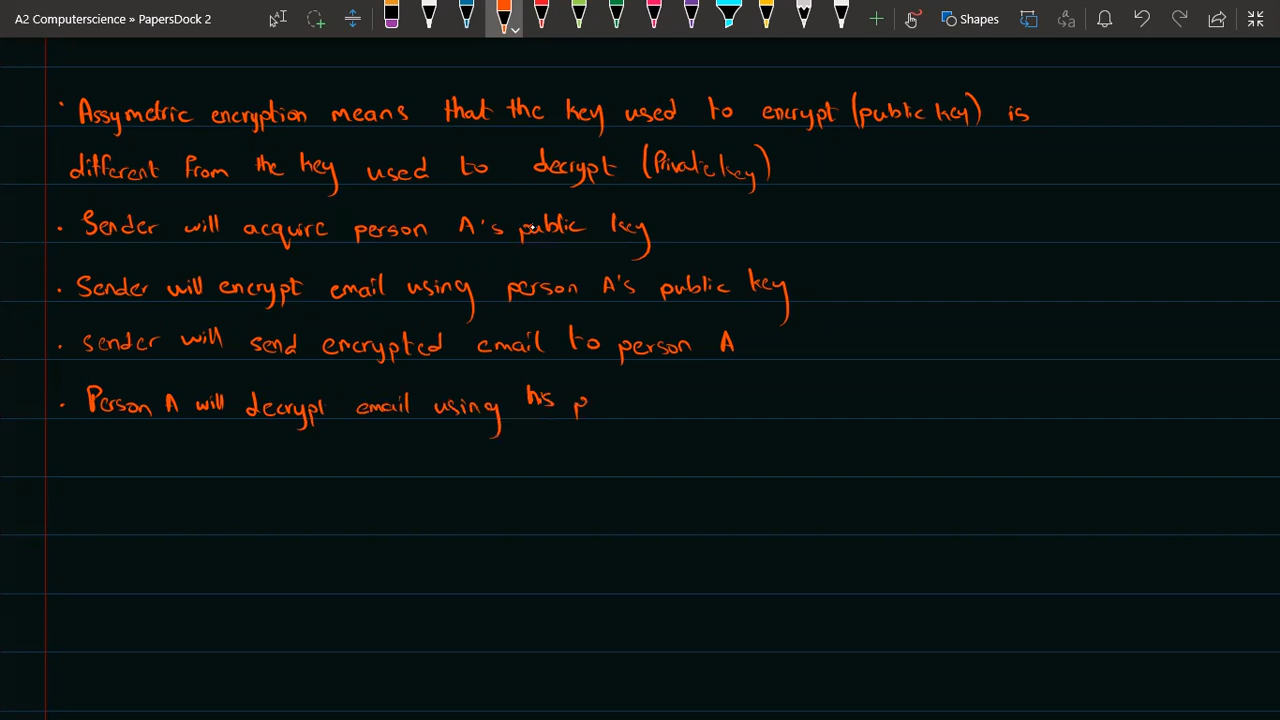 A2 Computerscience » PapersDock 2
Shapes
· Assymetric encryption means that the key used to encrypt (public key) is
different from the key used to decrypt (Private key)
· Sender will acquire person A's public key
· Sender will encrypt email using person A's public key
· sender will send encrypted email to person A
· Person A will decrypt email using his p